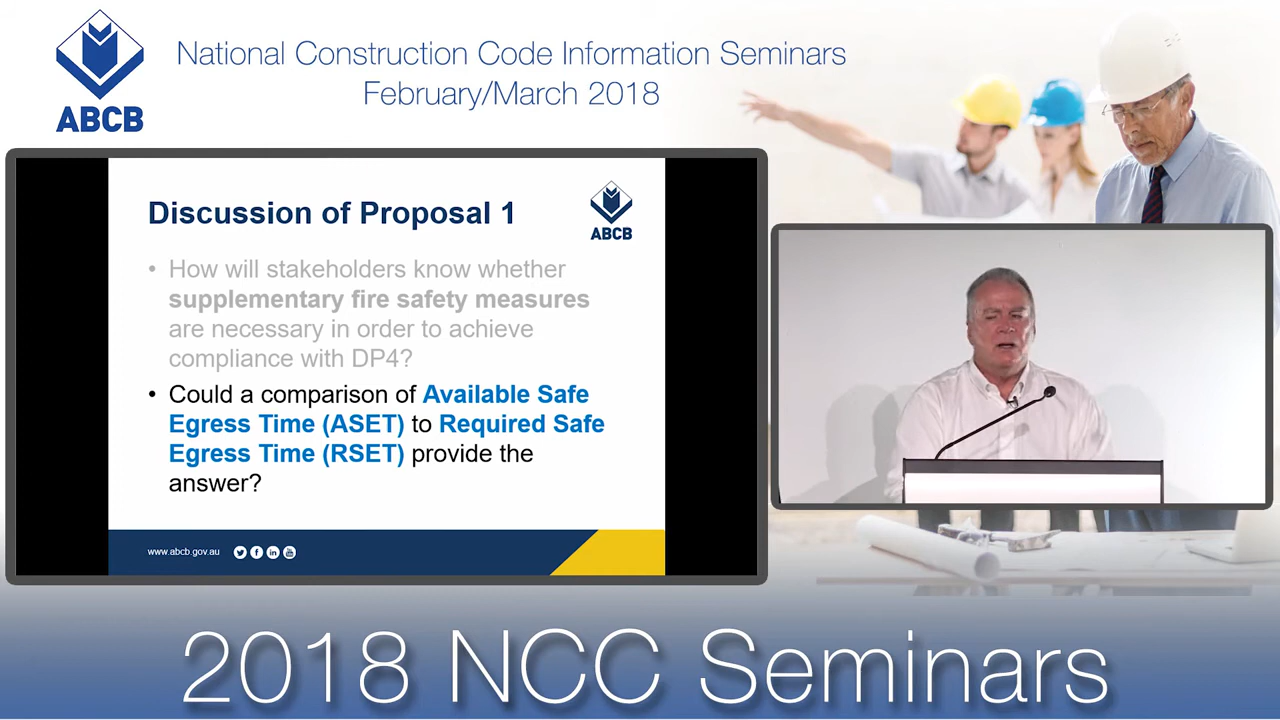 ABCB
National Construction Code Information Seminars
February/March 2018
Discussion of Proposal 1
ABCB
• How will stakeholders know whether
supplementary fire safety measures
are necessary in order to achieve
compliance with DP4?
• Could a comparison of Available Safe
Egress Time (ASET) to Required Safe
Egress Time (RSET) provide the
answer?
www.abcb.gov.au
2018 NCC Seminars